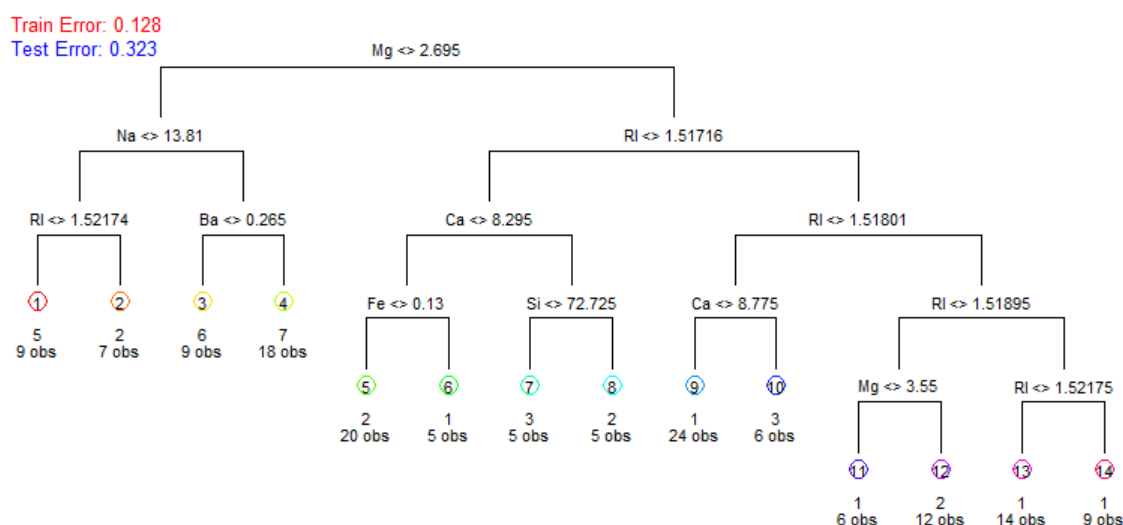 Train Error: 0.128
Test Error: 0.323
Mg <> 2.695
Na <> 13.81
RI <> 1.51716
RI <> 1.52174
Ba <> 0.265
Ca <> 8.295
RI <> 1.51801
1
2
3
4
Fe <> 0.13
Si <> 72.725
Ca <> 8.775
RI <> 1.51895
5
9 obs
2
7 obs
6
9 obs
7
18 obs
5
6
7
8
9
10
Mg <> 3.55
RI <> 1.52175
2
20 obs
1
5 obs
3
5 obs
2
5 obs
1
24 obs
3
6 obs
11
12
13
14
1
6 obs
2
12 obs
1
14 obs
1
9 obs